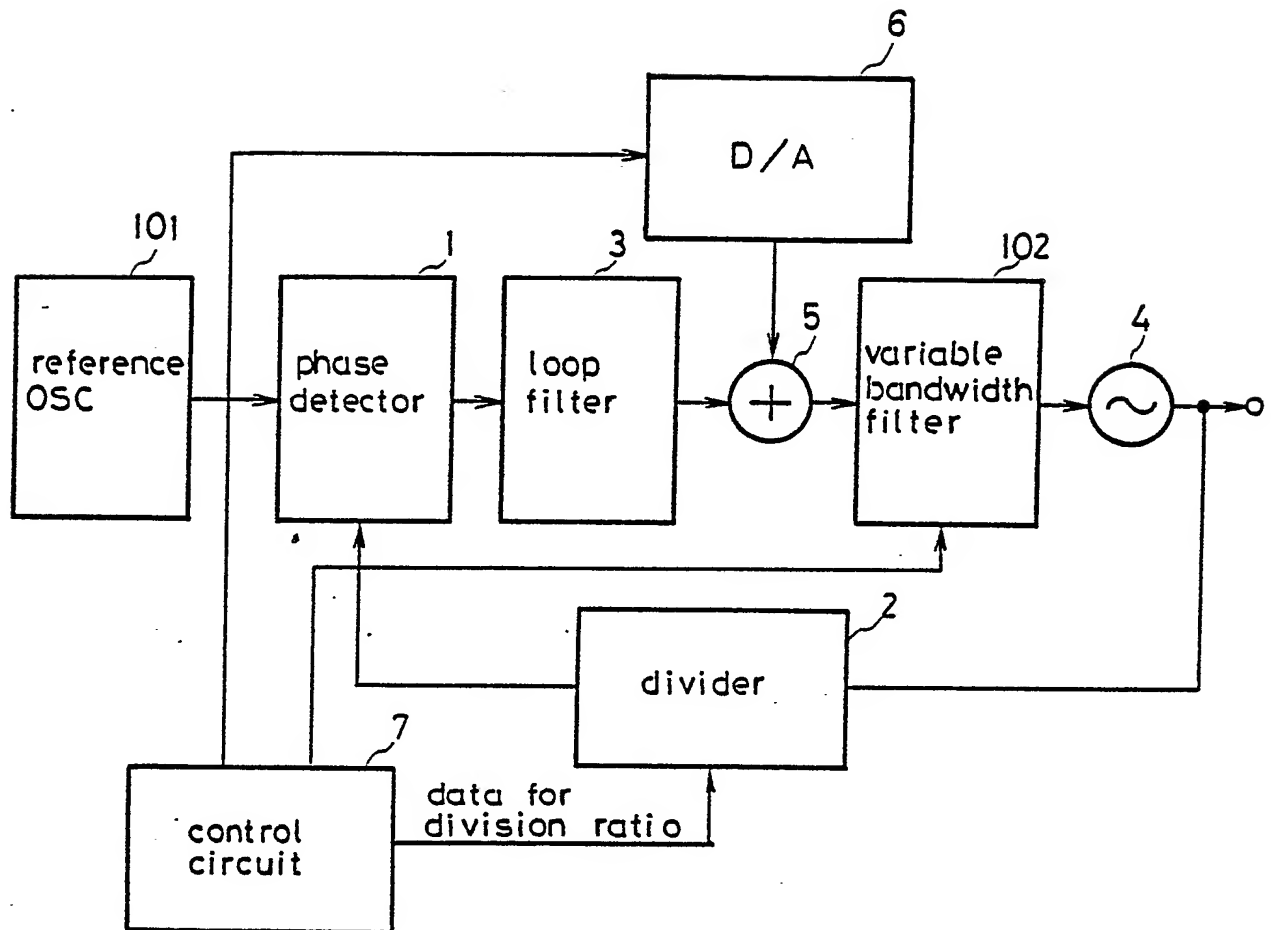 6
D/A
101
reference
OSC
1
phase
detector
3
loop
filter
5
102
variable
bandwidth
filter
4
2
divider
7
control
circuit
data for
division ratio